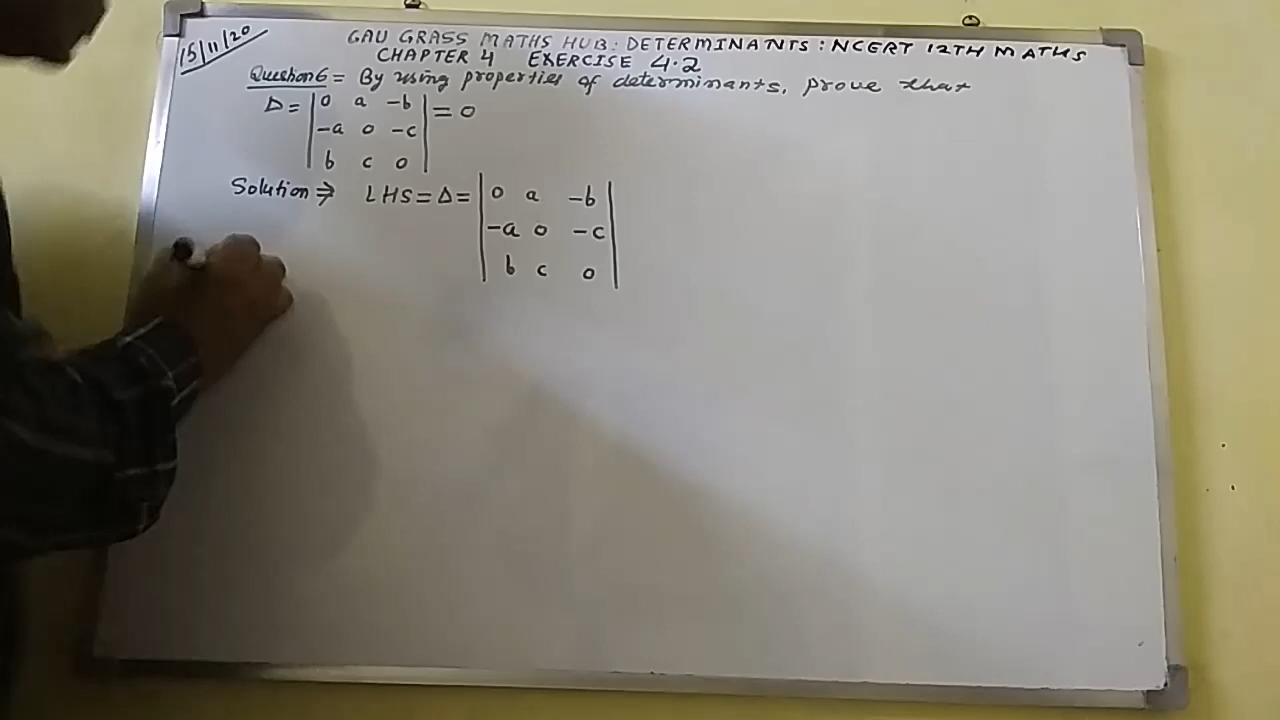 15/11/20
GAU GRASS MATHS HUB: DETERMINANTS: NCERT 12TH MATHS
CHAPTER 4 EXERCISE 4.2
Question 6 = By using properties of determinants, prove that
Δ = | 0 a -b |
| -a 0 -c | = 0
| b c 0 |
Solution ⇒ LHS = Δ = | 0 a -b |
| -a 0 -c |
| b c 0 |